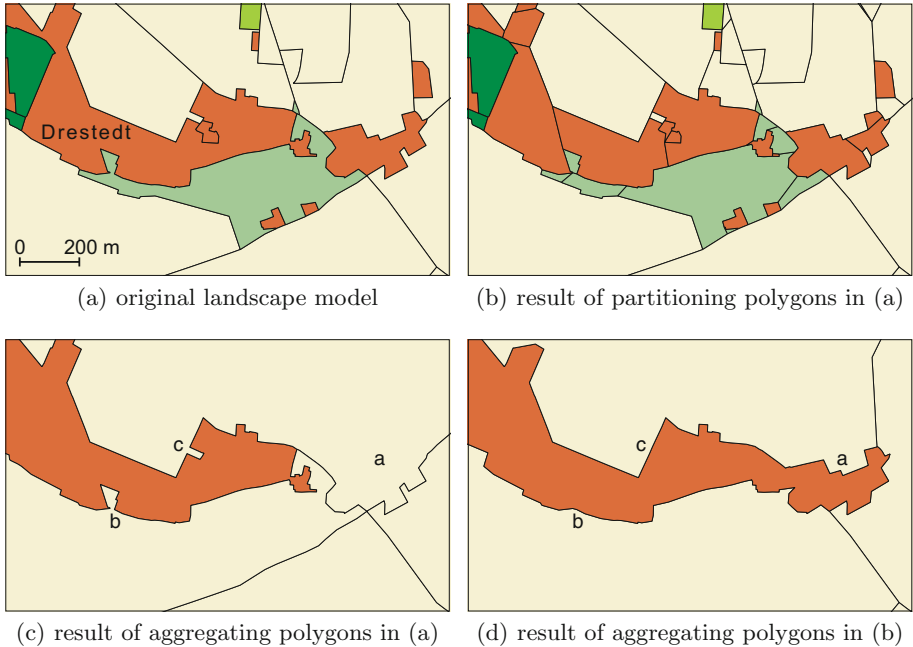 Drestedt
0 200 m
(a) original landscape model
(b) result of partitioning polygons in (a)
c
a
b
c
a
b
(c) result of aggregating polygons in (a)
(d) result of aggregating polygons in (b)